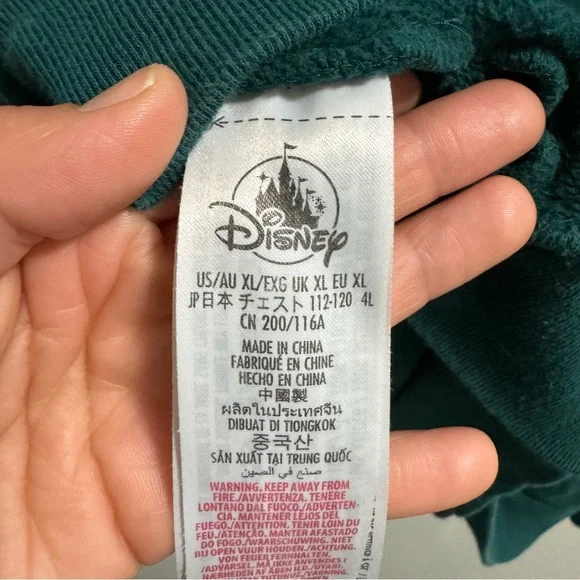 Disney
US/AU XL/EXG UK XL EU XL
JP日本 チェスト 112-120 4L
CN 200/116A
MADE IN CHINA
FABRIQUÉ EN CHINE
HECHO EN CHINA
中國製
ผลิตในประเทศจีน
DIBUAT DI TIONGKOK
중국산
SẢN XUẤT TẠI TRUNG QUỐC
صنع في الصين
WARNING. KEEP AWAY FROM
FIRE./AVVERTENZA. TENERE
LONTANO DAL FUOCO./ADVERTEN-
CIA. MANTENER LEJOS DEL
FUEGO./ATTENTION. TENIR LOIN DU
FEU./ATENÇÃO. MANTER AFASTADO
DO FOGO./WAARSCHUWING. NIET
BIJ OPEN VUUR HOUDEN./ACHTUNG.
VON FEUER FERNHALTEN.